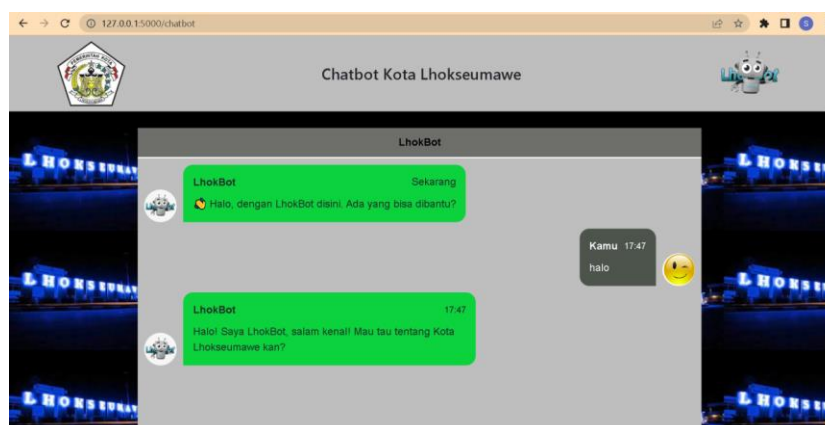 127.0.0.1:5000/chatbot
S
Chatbot Kota Lhokseumawe
LhokBot
LhokBot Sekarang
Halo, dengan LhokBot disini. Ada yang bisa dibantu?
Kamu 17:47
halo
LhokBot 17:47
Halo! Saya LhokBot, salam kenal! Mau tau tentang Kota
Lhokseumawe kan?